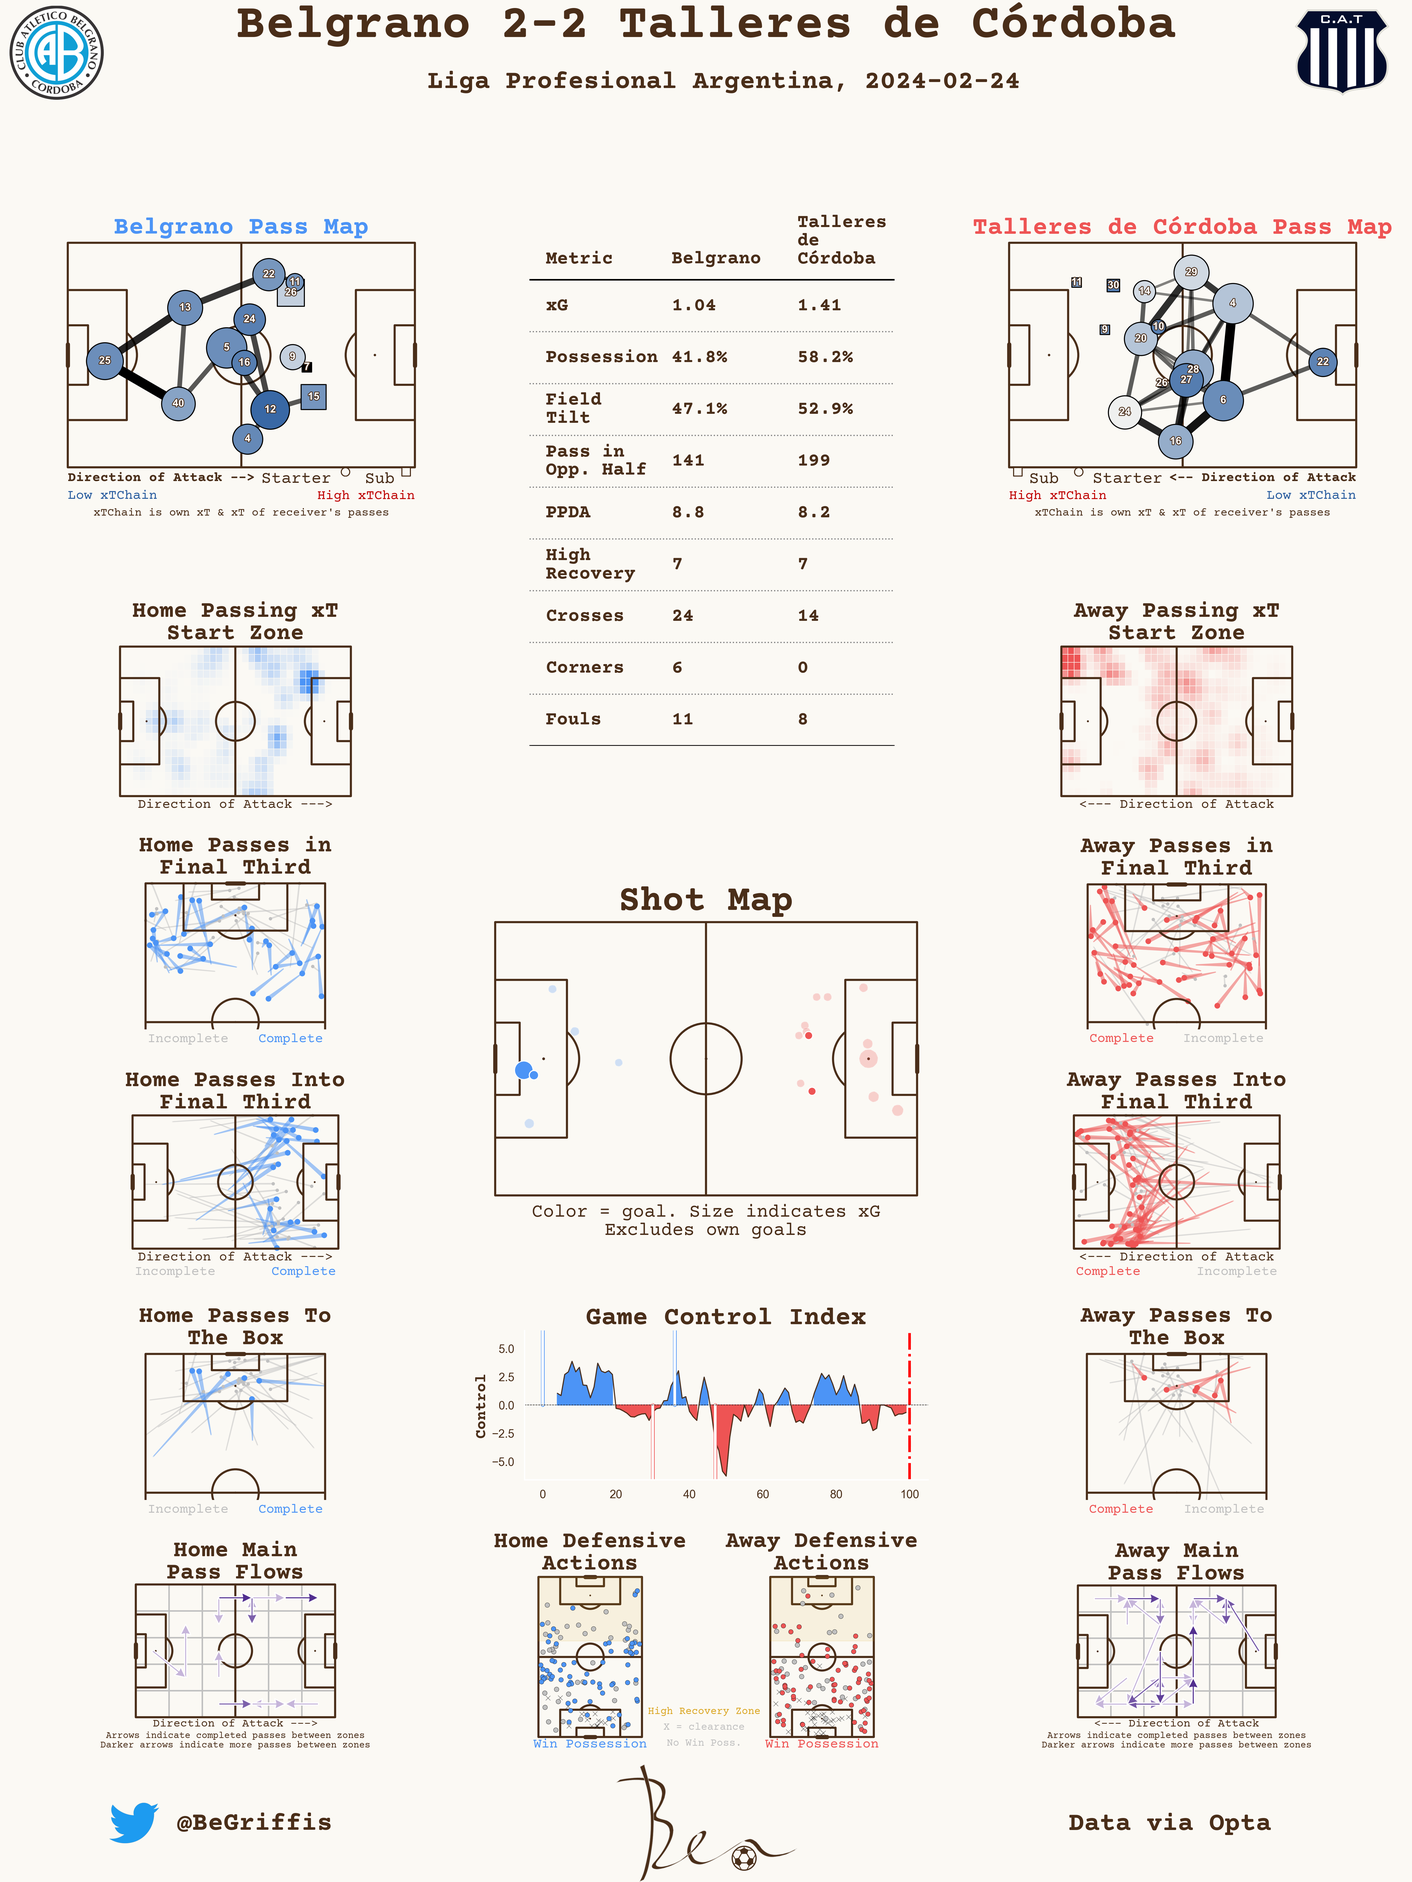 Belgrano 2-2 Talleres de Córdoba
Liga Profesional Argentina, 2024-02-24
CLUB ATLETICO BELGRANO
CORDOBA
C.A.T
Belgrano Pass Map
22
11
26
13
24
5
16
9
7
25
40
15
12
4
Direction of Attack --> Starter Sub
Low xTChain High xTChain
xTChain is own xT & xT of receiver's passes
Metric Belgrano Talleres de Córdoba
xG 1.04 1.41
Possession 41.8% 58.2%
Field Tilt 47.1% 52.9%
Pass in Opp. Half 141 199
PPDA 8.8 8.2
High Recovery 7 7
Crosses 24 14
Corners 6 0
Fouls 11 8
Talleres de Córdoba Pass Map
11
30
14
29
4
9
10
20
22
28
26
27
24
6
16
Sub Starter <-- Direction of Attack
High xTChain Low xTChain
xTChain is own xT & xT of receiver's passes
Home Passing xT
Start Zone
Direction of Attack --->
Away Passing xT
Start Zone
<--- Direction of Attack
Home Passes in
Final Third
Incomplete Complete
Away Passes in
Final Third
Complete Incomplete
Shot Map
Color = goal. Size indicates xG
Excludes own goals
Home Passes Into
Final Third
Direction of Attack --->
Incomplete Complete
Away Passes Into
Final Third
<--- Direction of Attack
Complete Incomplete
Home Passes To
The Box
Incomplete Complete
Game Control Index
Control
5.0
2.5
0.0
−2.5
−5.0
0 20 40 60 80 100
Away Passes To
The Box
Complete Incomplete
Home Main
Pass Flows
Direction of Attack --->
Arrows indicate completed passes between zones
Darker arrows indicate more passes between zones
Home Defensive
Actions
Win Possession
Away Defensive
Actions
Win Possession
High Recovery Zone
X = clearance
No Win Poss.
Away Main
Pass Flows
<--- Direction of Attack
Arrows indicate completed passes between zones
Darker arrows indicate more passes between zones
@BeGriffis
Ben
Data via Opta